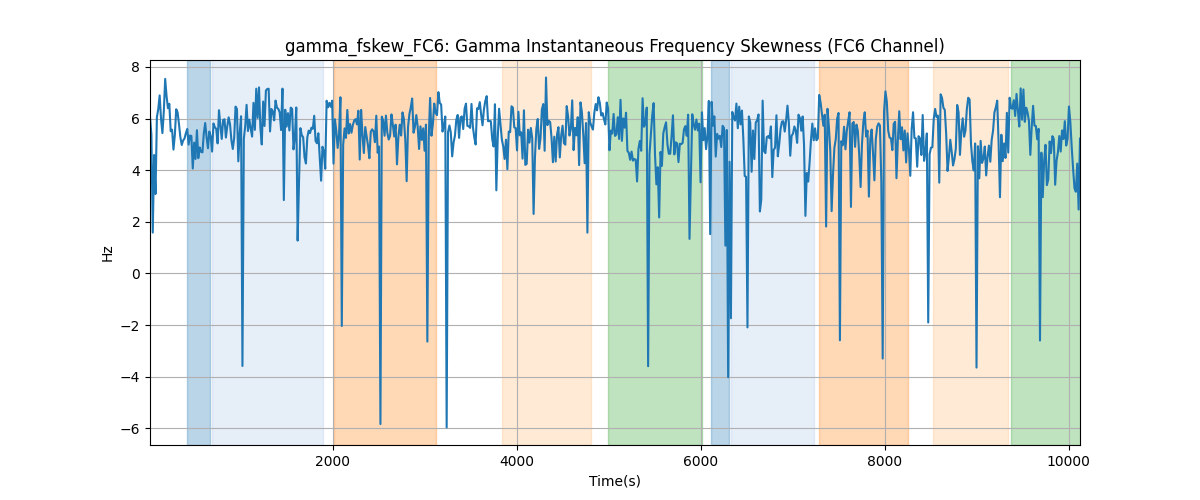 gamma_fskew_FC6: Gamma Instantaneous Frequency Skewness (FC6 Channel)
8
6
4
2
0
−2
−4
−6
Hz
2000 4000 6000 8000 10000
Time(s)